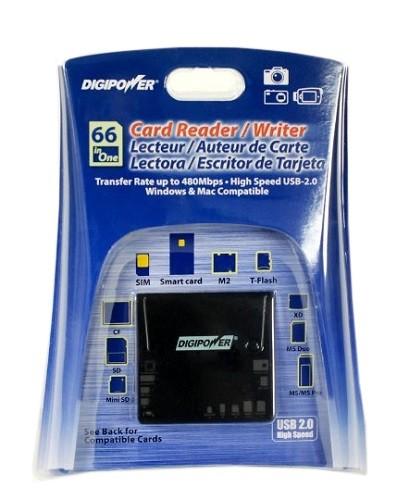 DIGIPOWER
66 in One
Card Reader / Writer
Lecteur / Auteur de Carte
Lectora / Escritor de Tarjeta
Transfer Rate up to 480Mbps • High Speed USB-2.0
Windows & Mac Compatible
SIM
Smart card
M2
T-Flash
CF
XD
SD
MS Duo
Mini SD
DIGIPOWER
See Back for
Compatible Cards
USB 2.0
High Speed